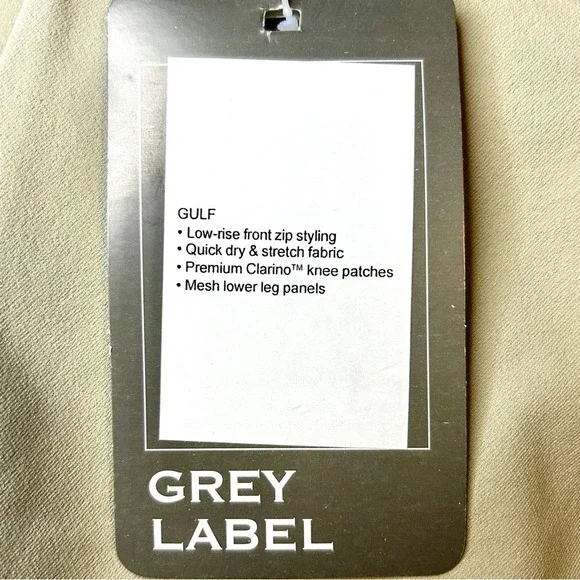 GULF
• Low-rise front zip styling
• Quick dry & stretch fabric
• Premium Clarino™ knee patches
• Mesh lower leg panels
GREY
LABEL